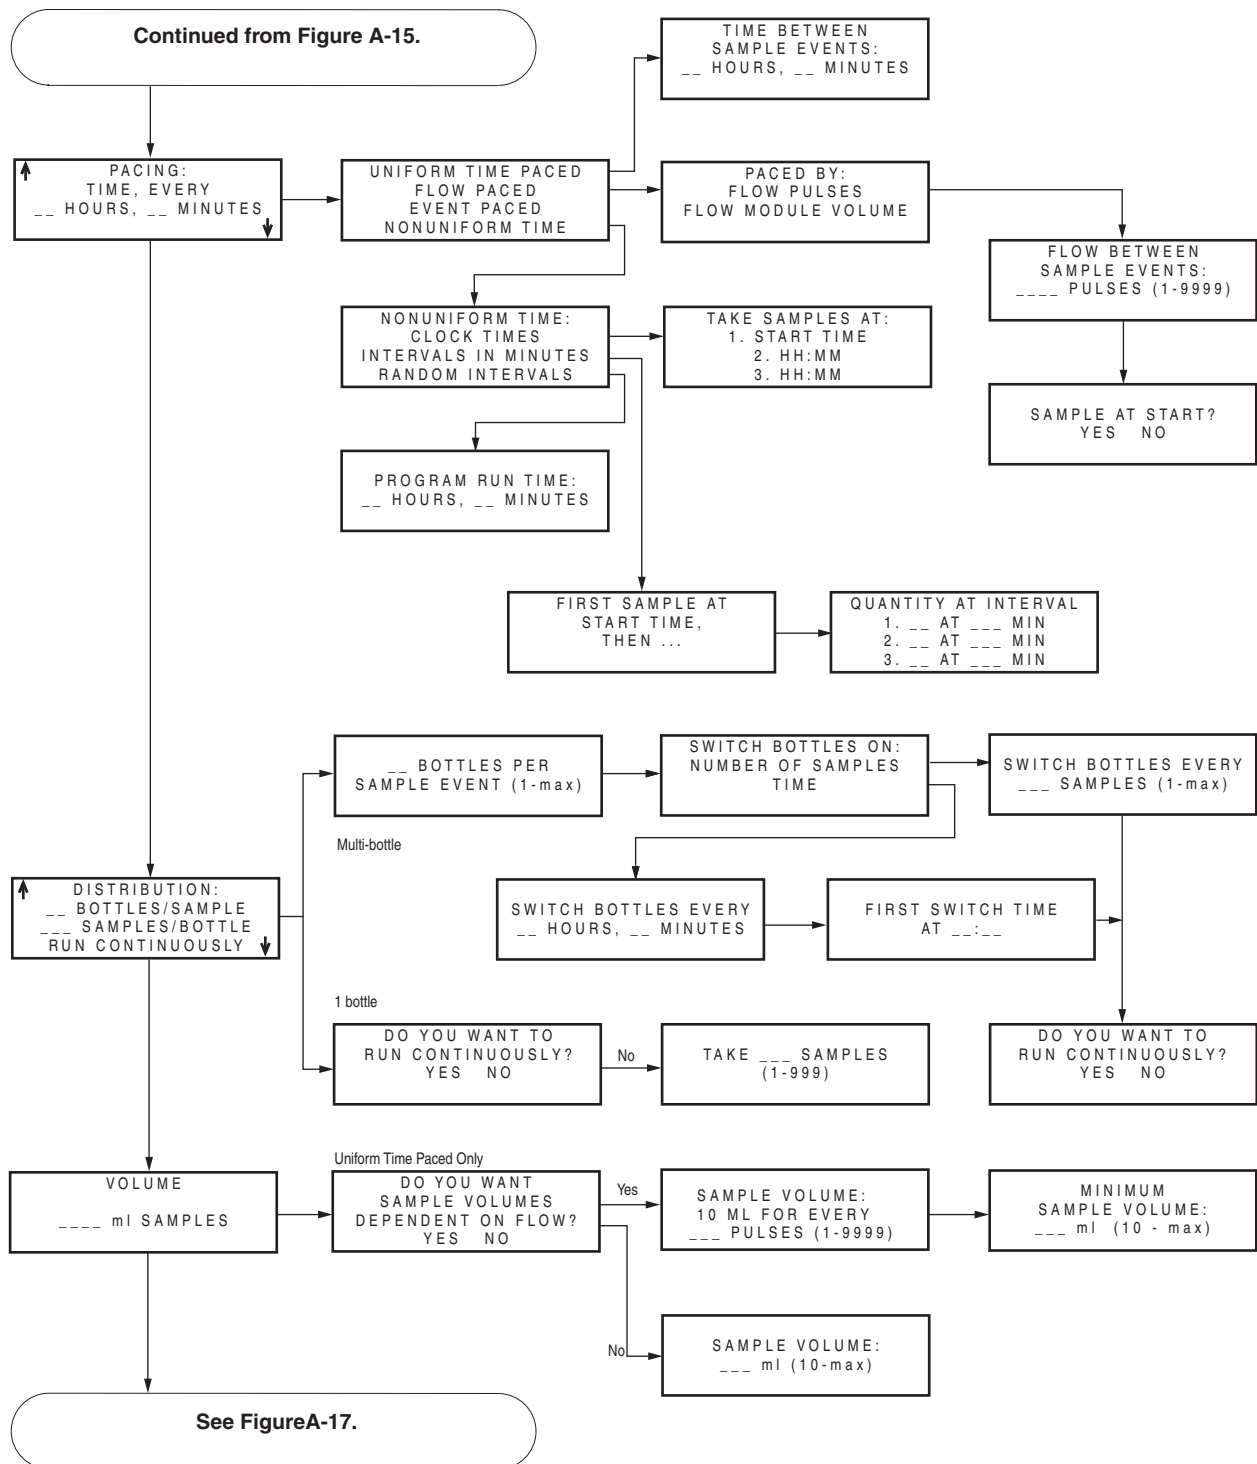 Continued from Figure A-15.
TIME BETWEEN
SAMPLE EVENTS:
__ HOURS, __ MINUTES
PACING:
TIME, EVERY
__ HOURS, __ MINUTES
UNIFORM TIME PACED
FLOW PACED
EVENT PACED
NONUNIFORM TIME
PACED BY:
FLOW PULSES
FLOW MODULE VOLUME
FLOW BETWEEN
SAMPLE EVENTS:
____ PULSES (1-9999)
NONUNIFORM TIME:
CLOCK TIMES
INTERVALS IN MINUTES
RANDOM INTERVALS
TAKE SAMPLES AT:
1. START TIME
2. HH:MM
3. HH:MM
SAMPLE AT START?
YES NO
PROGRAM RUN TIME:
__ HOURS, __ MINUTES
FIRST SAMPLE AT
START TIME,
THEN ...
QUANTITY AT INTERVAL
1. __ AT ___ MIN
2. __ AT ___ MIN
3. __ AT ___ MIN
__ BOTTLES PER
SAMPLE EVENT (1-max)
SWITCH BOTTLES ON:
NUMBER OF SAMPLES
TIME
SWITCH BOTTLES EVERY
___ SAMPLES (1-max)
Multi-bottle
DISTRIBUTION:
__ BOTTLES/SAMPLE
___ SAMPLES/BOTTLE
RUN CONTINUOUSLY
SWITCH BOTTLES EVERY
__ HOURS, __ MINUTES
FIRST SWITCH TIME
AT __:__
1 bottle
DO YOU WANT TO
RUN CONTINUOUSLY?
YES NO
No
TAKE ___ SAMPLES
(1-999)
DO YOU WANT TO
RUN CONTINUOUSLY?
YES NO
Uniform Time Paced Only
VOLUME
____ ml SAMPLES
DO YOU WANT
SAMPLE VOLUMES
DEPENDENT ON FLOW?
YES NO
Yes
SAMPLE VOLUME:
10 ML FOR EVERY
___ PULSES (1-9999)
MINIMUM
SAMPLE VOLUME:
___ ml (10 - max)
No
SAMPLE VOLUME:
___ ml (10-max)
See FigureA-17.